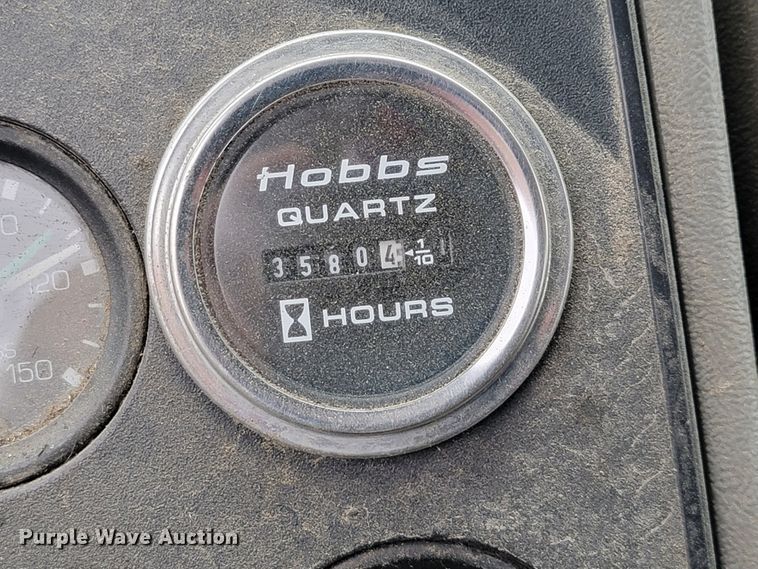 Hobbs
QUARTZ
35804 1/10
HOURS
120
150
Purple Wave Auction